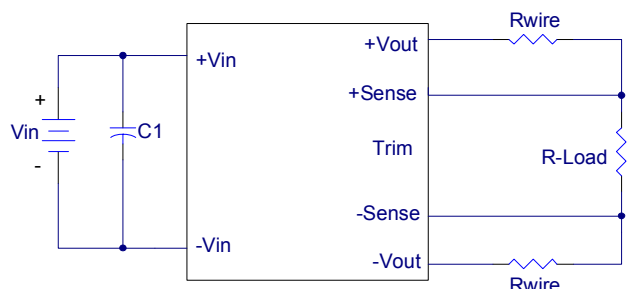 Rwire
+Vout
+Vin
+Sense
+
Vin
C1
Trim
R-Load
-
-Sense
-Vin
-Vout
Rwire